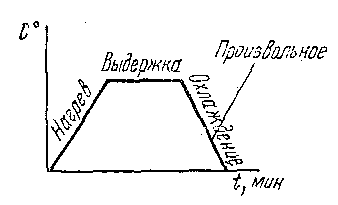 С°
Выдержка
Произвольное
Нагрев
Охлаждение
t, мин